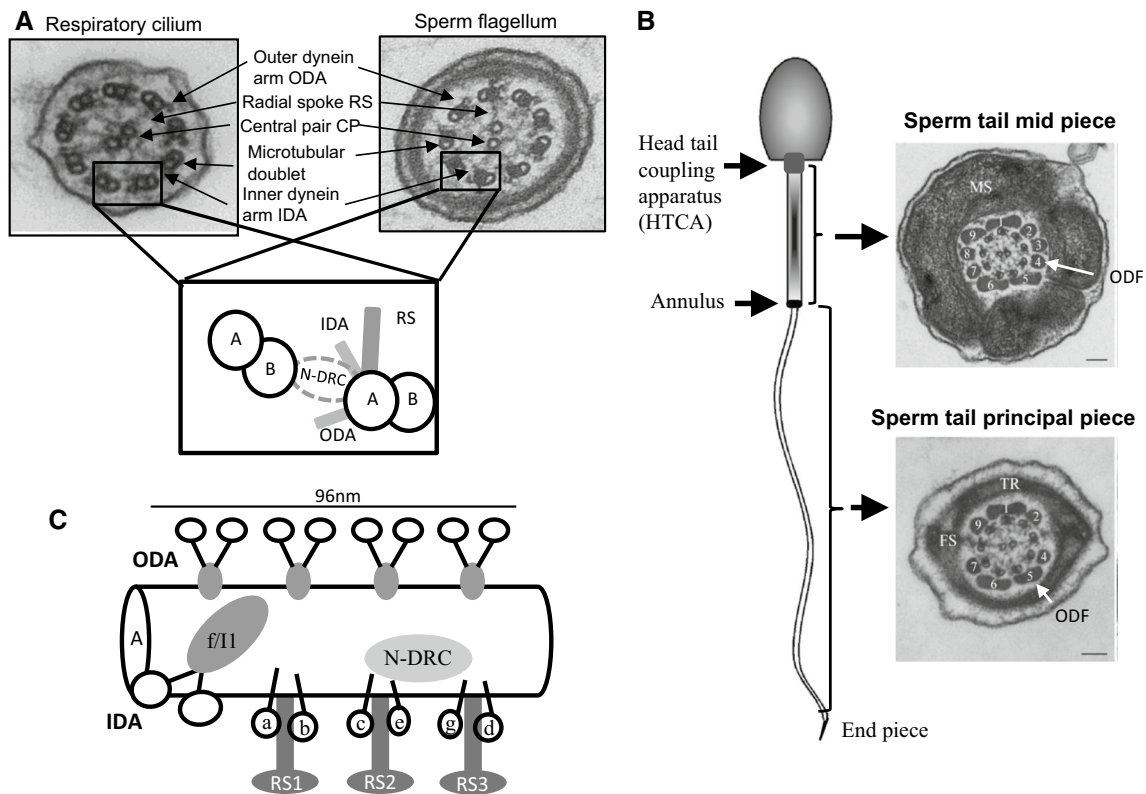 A
Respiratory cilium
Sperm flagellum
Outer dynein
arm ODA
Radial spoke RS
Central pair CP
Microtubular
doublet
Inner dynein
arm IDA
IDA
RS
A
B
N-DRC
A
B
ODA
B
Head tail
coupling
apparatus
(HTCA)
Annulus
End piece
Sperm tail mid piece
MS
1
2
3
4
5
6
7
8
9
ODF
Sperm tail principal piece
TR
FS
1
2
4
5
6
7
9
ODF
C
96nm
ODA
A
f/I1
N-DRC
IDA
a
b
c
e
g
d
RS1
RS2
RS3